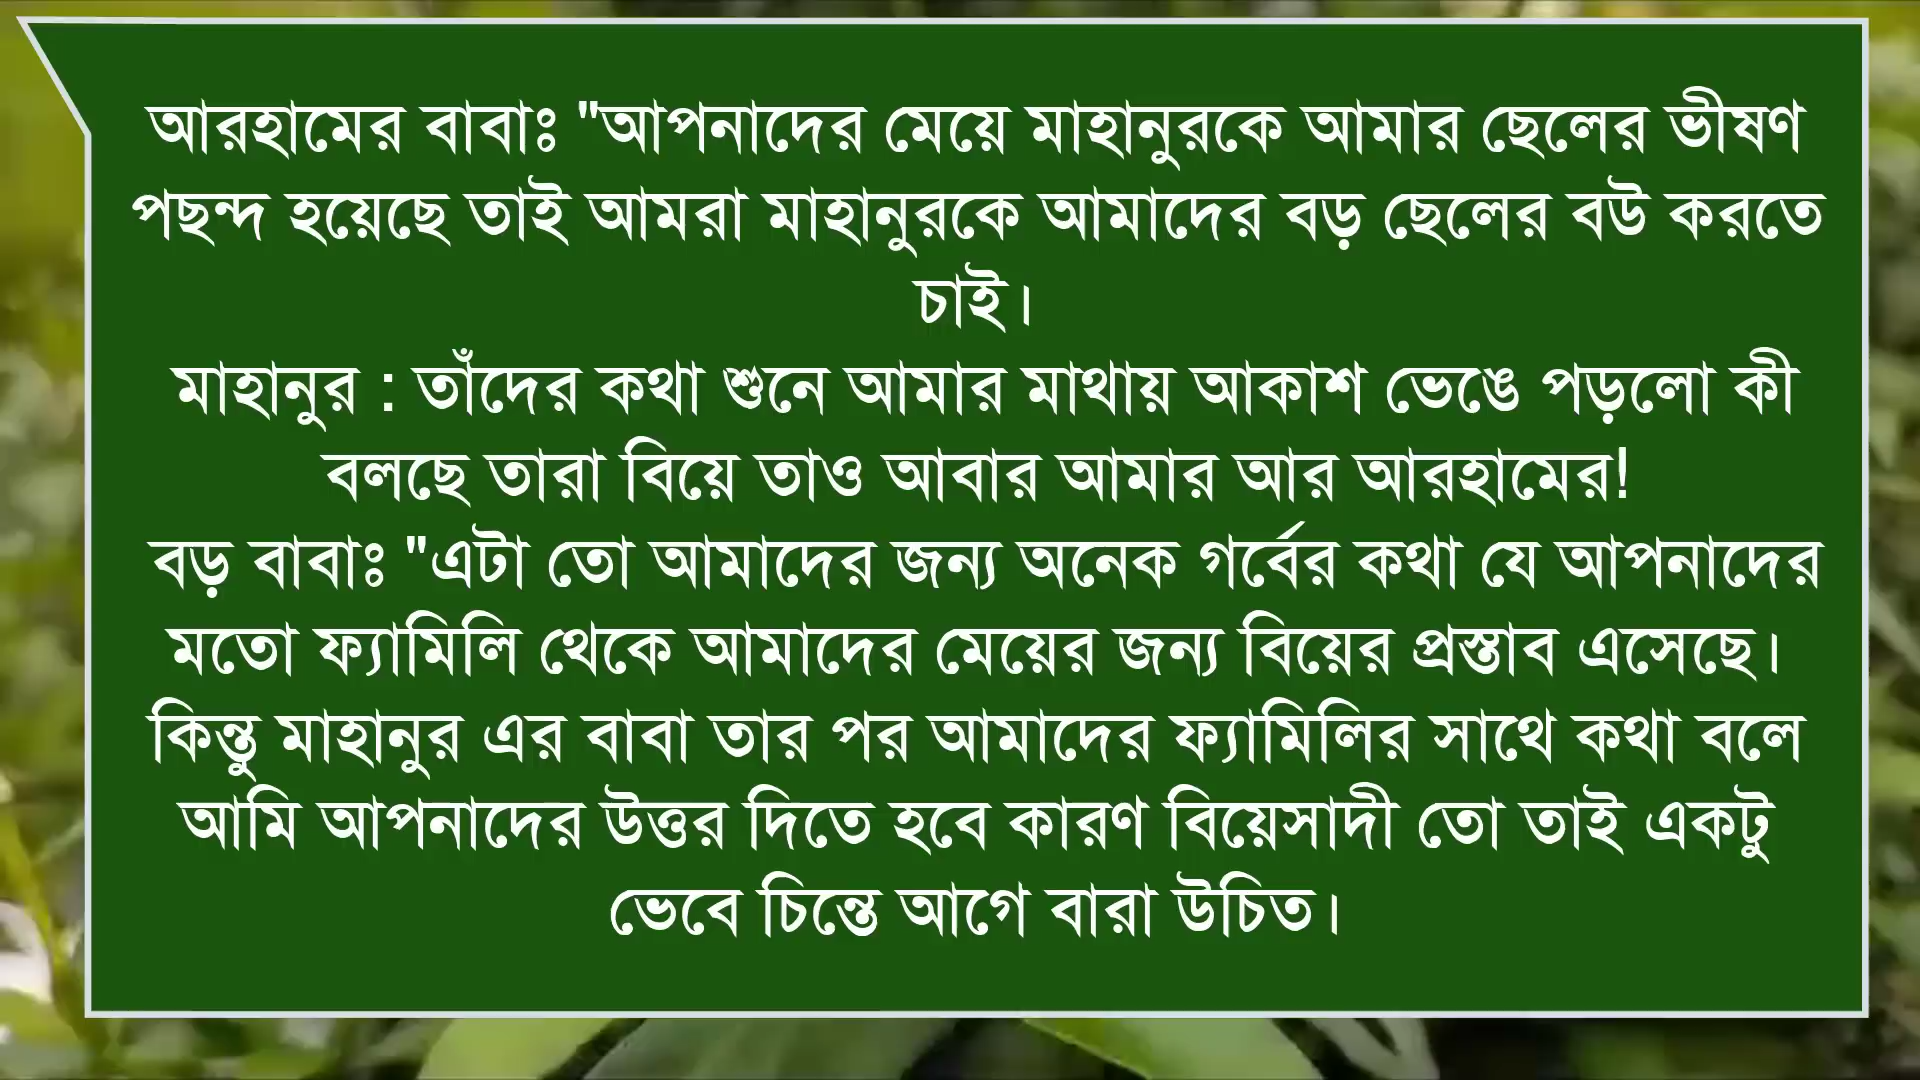 আরহামের বাবাঃ "আপনাদের মেয়ে মাহানুরকে আমার ছেলের ভীষণ
পছন্দ হয়েছে তাই আমরা মাহানুরকে আমাদের বড় ছেলের বউ করতে
চাই।
মাহানুর : তাঁদের কথা শুনে আমার মাথায় আকাশ ভেঙে পড়লো কী
বলছে তারা বিয়ে তাও আবার আমার আর আরহামের!
বড় বাবাঃ "এটা তো আমাদের জন্য অনেক গর্বের কথা যে আপনাদের
মতো ফ্যামিলি থেকে আমাদের মেয়ের জন্য বিয়ের প্রস্তাব এসেছে।
কিন্তু মাহানুর এর বাবা তার পর আমাদের ফ্যামিলির সাথে কথা বলে
আমি আপনাদের উত্তর দিতে হবে কারণ বিয়েসাদী তো তাই একটু
ভেবে চিন্তে আগে বারা উচিত।